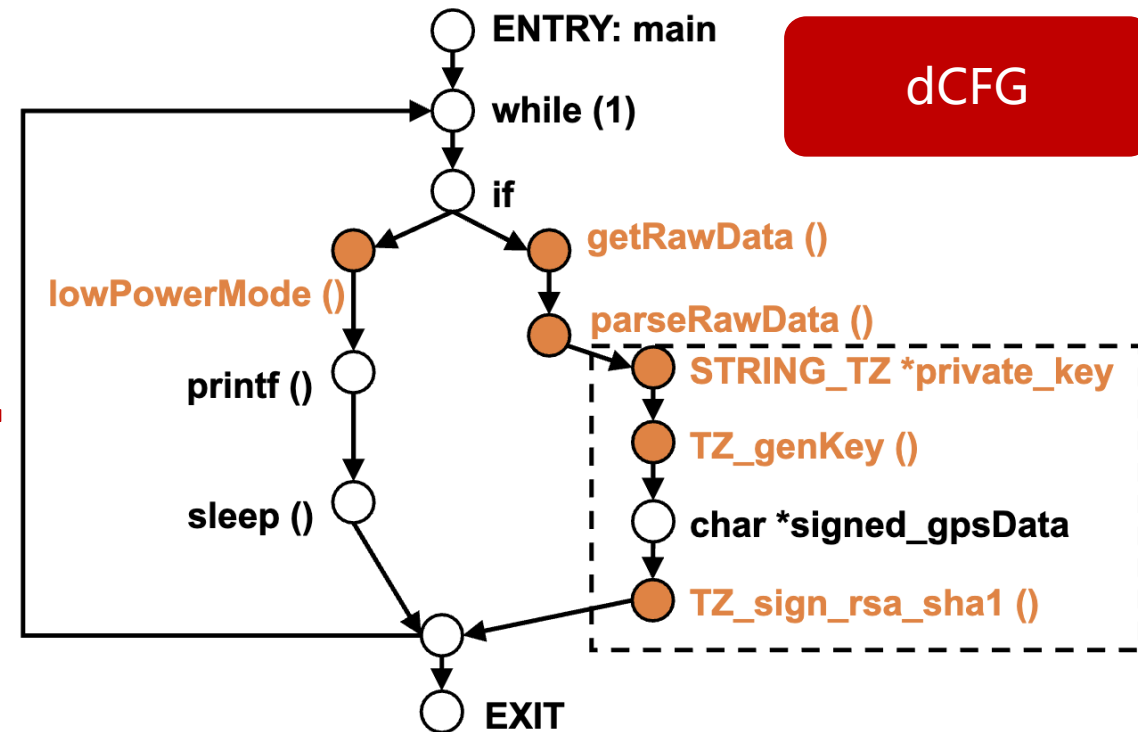 ENTRY: main
dCFG
while (1)
if
getRawData ()
lowPowerMode ()
parseRawData ()
STRING_TZ *private_key
printf ()
TZ_genKey ()
sleep ()
char *signed_gpsData
TZ_sign_rsa_sha1 ()
EXIT